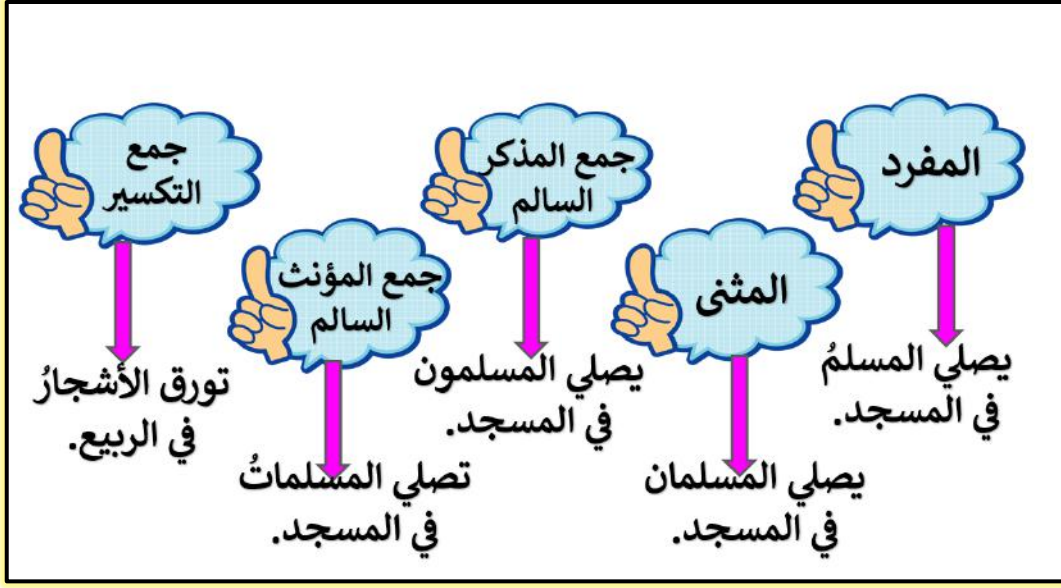 المفرد
يصلي المسلمُ
في المسجد.
المثنى
يصلي المسلمان
في المسجد.
جمع المذكر
السالم
يصلي المسلمون
في المسجد.
جمع المؤنث
السالم
تصلي المسلماتُ
في المسجد.
جمع
التكسير
تورق الأشجارُ
في الربيع.